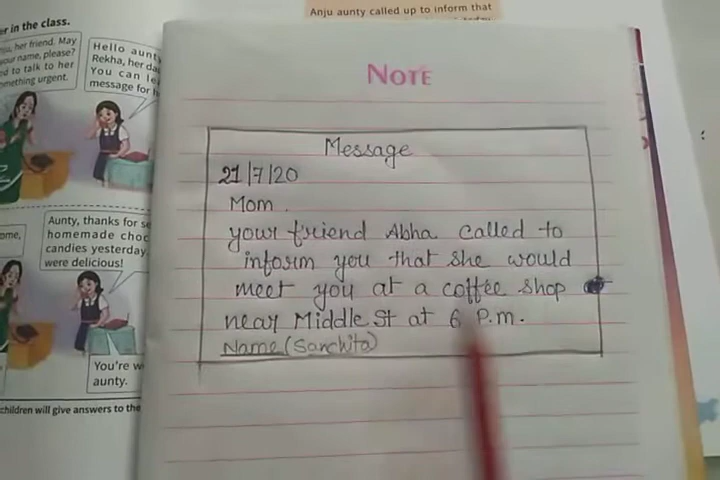 Anju aunty called up to inform that
er in the class.
her friend. May
your name, please?
to talk to her
something urgent.
Hello aunt
Rekha, her da
You can le
message for h
Aunty, thanks for se
homemade choc
candies yesterday
were delicious!
You're w
aunty.
children will give answers to the
NOTE
Message
21/7/20
Mom.
your friend Abha called to
inform you that she would
meet you at a coffee shop
near Middle St at 6 P.m.
Name (Sanchita)